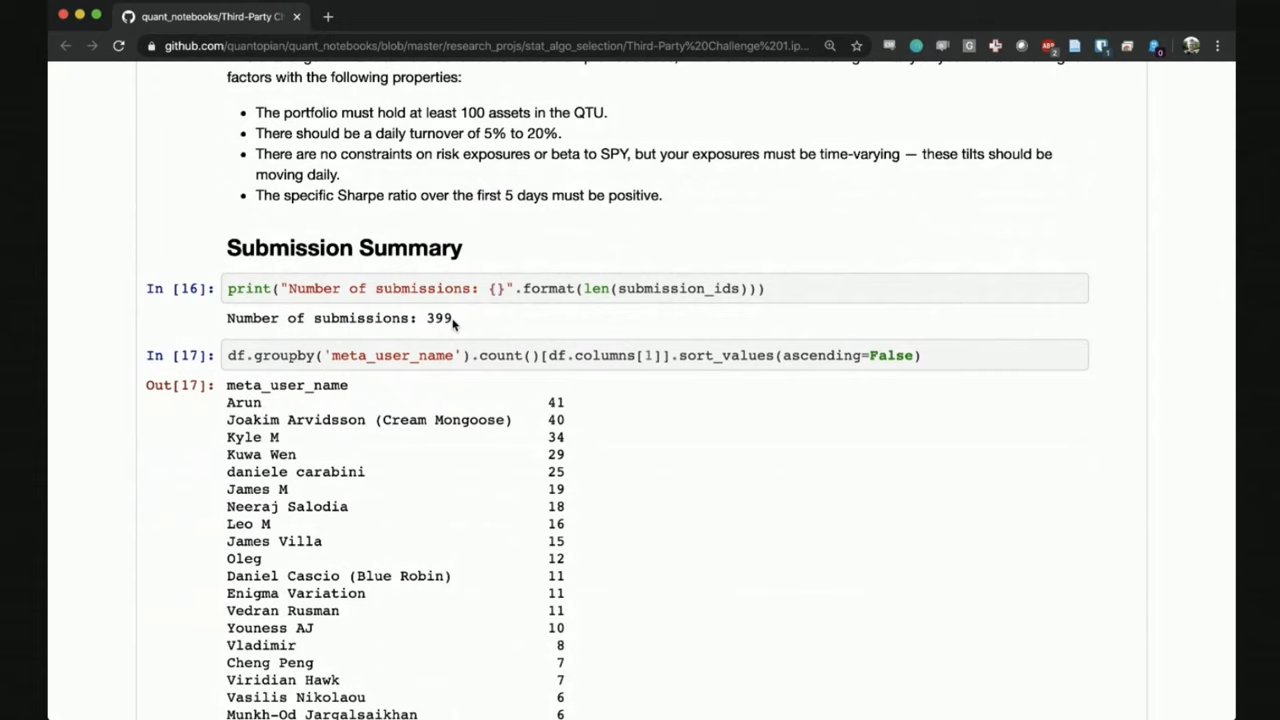 quant_notebooks/Third-Party Ch
github.com/quantopian/quant_notebooks/blob/master/research_projs/stat_algo_selection/Third-Party%20Challenge%201.ip...
factors with the following properties:
• The portfolio must hold at least 100 assets in the QTU.
• There should be a daily turnover of 5% to 20%.
• There are no constraints on risk exposures or beta to SPY, but your exposures must be time-varying — these tilts should be
moving daily.
• The specific Sharpe ratio over the first 5 days must be positive.
Submission Summary
In [16]: print("Number of submissions: {}".format(len(submission_ids)))
Number of submissions: 399
In [17]: df.groupby('meta_user_name').count()[df.columns[1]].sort_values(ascending=False)
Out[17]: meta_user_name
Arun 41
Joakim Arvidsson (Cream Mongoose) 40
Kyle M 34
Kuwa Wen 29
daniele carabini 25
James M 19
Neeraj Salodia 18
Leo M 16
James Villa 15
Oleg 12
Daniel Cascio (Blue Robin) 11
Enigma Variation 11
Vedran Rusman 11
Youness AJ 10
Vladimir 8
Cheng Peng 7
Viridian Hawk 7
Vasilis Nikolaou 6
Munkh-Od Jargalsaikhan 6